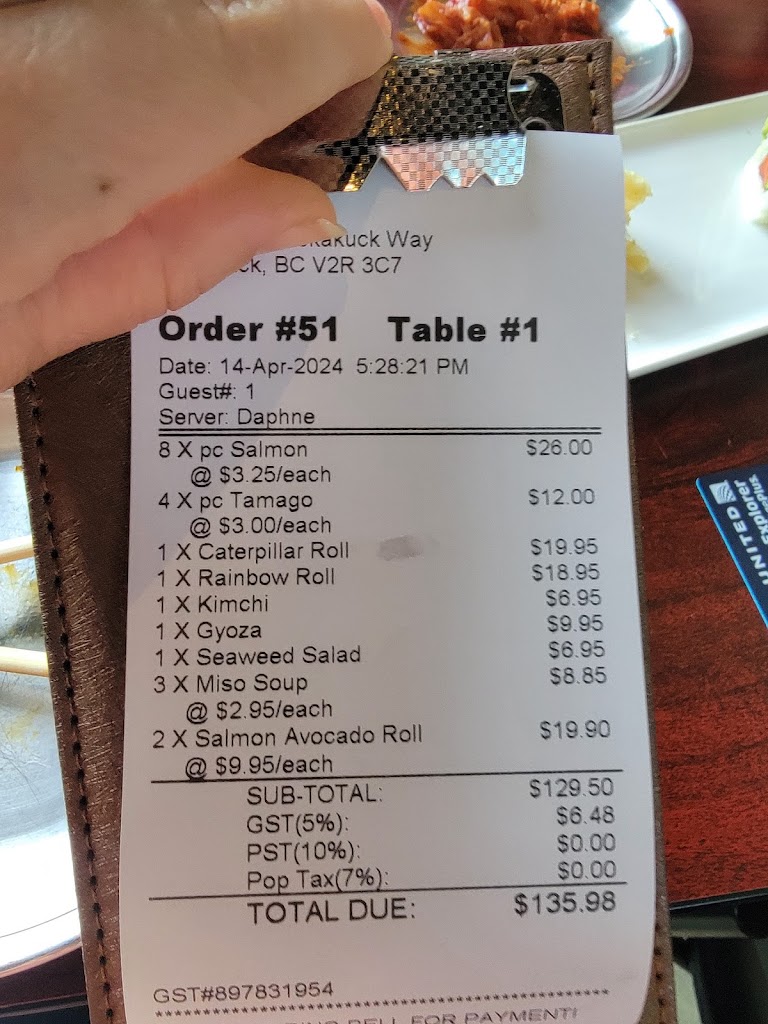 Way
BC V2R 3C7
Order #51 Table #1
Date: 14-Apr-2024 5:28:21 PM
Guest#: 1
Server: Daphne
8 X pc Salmon $26.00
@ $3.25/each
4 X pc Tamago $12.00
@ $3.00/each
1 X Caterpillar Roll $19.95
1 X Rainbow Roll $18.95
1 X Kimchi $6.95
1 X Gyoza $9.95
1 X Seaweed Salad $6.95
3 X Miso Soup $8.85
@ $2.95/each
2 X Salmon Avocado Roll $19.90
@ $9.95/each
SUB-TOTAL: $129.50
GST(5%): $6.48
PST(10%): $0.00
Pop Tax(7%): $0.00
TOTAL DUE: $135.98
GST#897831954
BELL FOR PAYMENT!
UNITED
Explorer